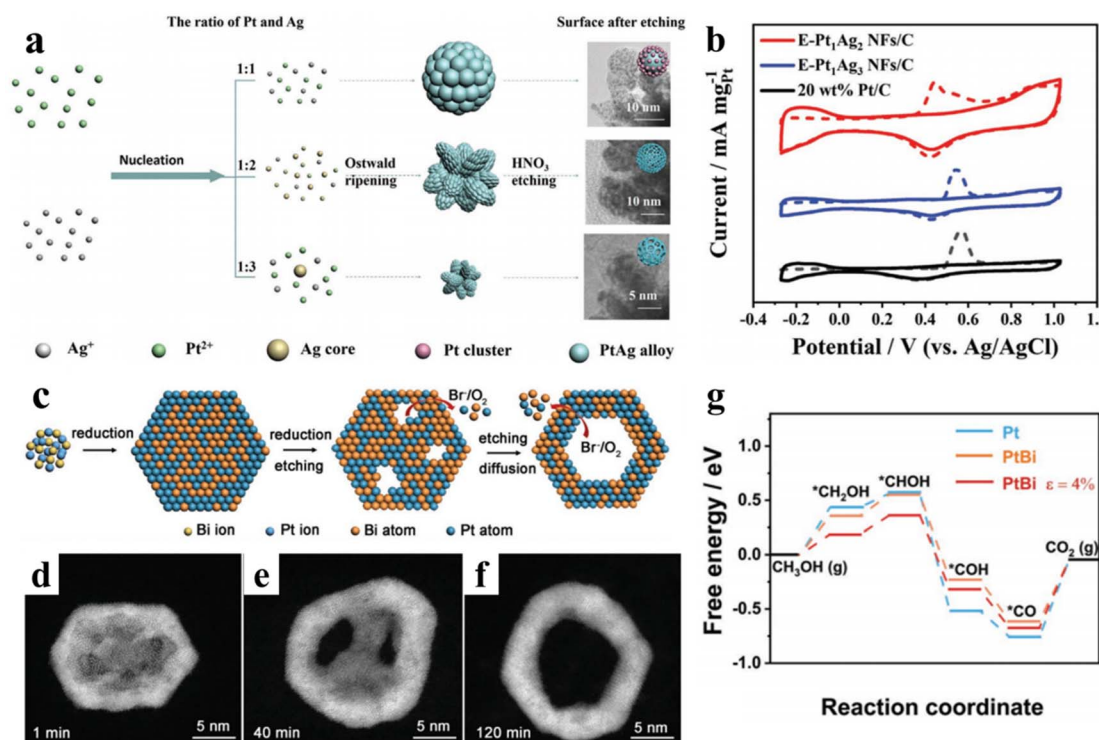 a
The ratio of Pt and Ag
Surface after etching
1:1
10 nm
Nucleation
1:2
Ostwald
ripening
HNO₃
etching
10 nm
1:3
5 nm
Ag⁺
Pt²⁺
Ag core
Pt cluster
PtAg alloy
b
E-Pt₁Ag₂ NFs/C
E-Pt₁Ag₃ NFs/C
20 wt% Pt/C
Current / mA mg⁻¹Pt
-0.4 -0.2 0.0 0.2 0.4 0.6 0.8 1.0 1.
Potential / V (vs. Ag/AgCl)
c
reduction
reduction
etching
Br⁻/O₂
etching
diffusion
Br⁻/O₂
Bi ion
Pt ion
Bi atom
Pt atom
d
1 min
5 nm
e
40 min
5 nm
f
120 min
5 nm
g
Free energy / eV
1.0
0.5
0.0
-0.5
-1.0
Pt
PtBi
PtBi ε = 4%
CH₃OH (g)
*CH₂OH
*CHOH
*COH
*CO
CO₂ (g)
Reaction coordinate